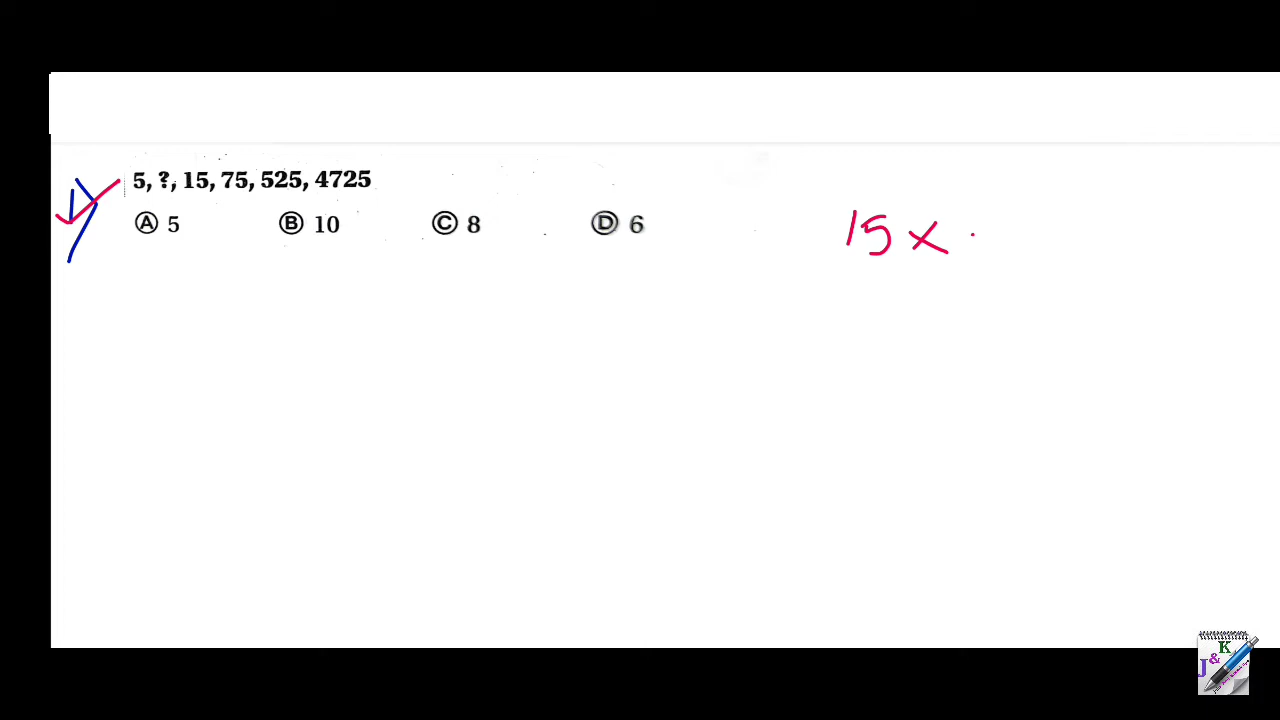 5, ?, 15, 75, 525, 4725
Ⓐ 5 Ⓑ 10 Ⓒ 8 Ⓓ 6
15 ×
J & K